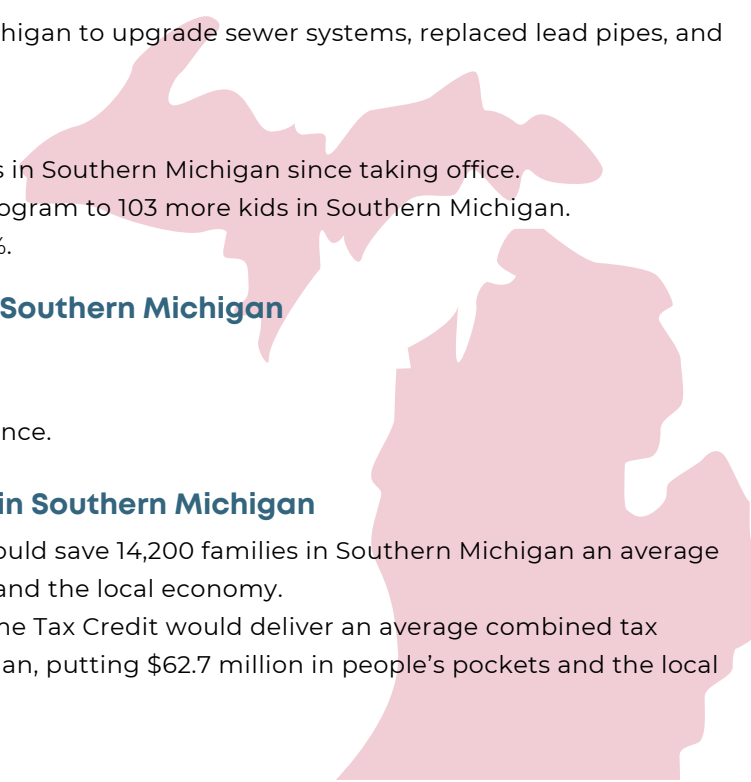 higan to upgrade sewer systems, replaced lead pipes, and
s in Southern Michigan since taking office.
ogram to 103 more kids in Southern Michigan.
%.
Southern Michigan
nce.
in Southern Michigan
ould save 14,200 families in Southern Michigan an average
and the local economy.
ne Tax Credit would deliver an average combined tax
an, putting $62.7 million in people’s pockets and the local